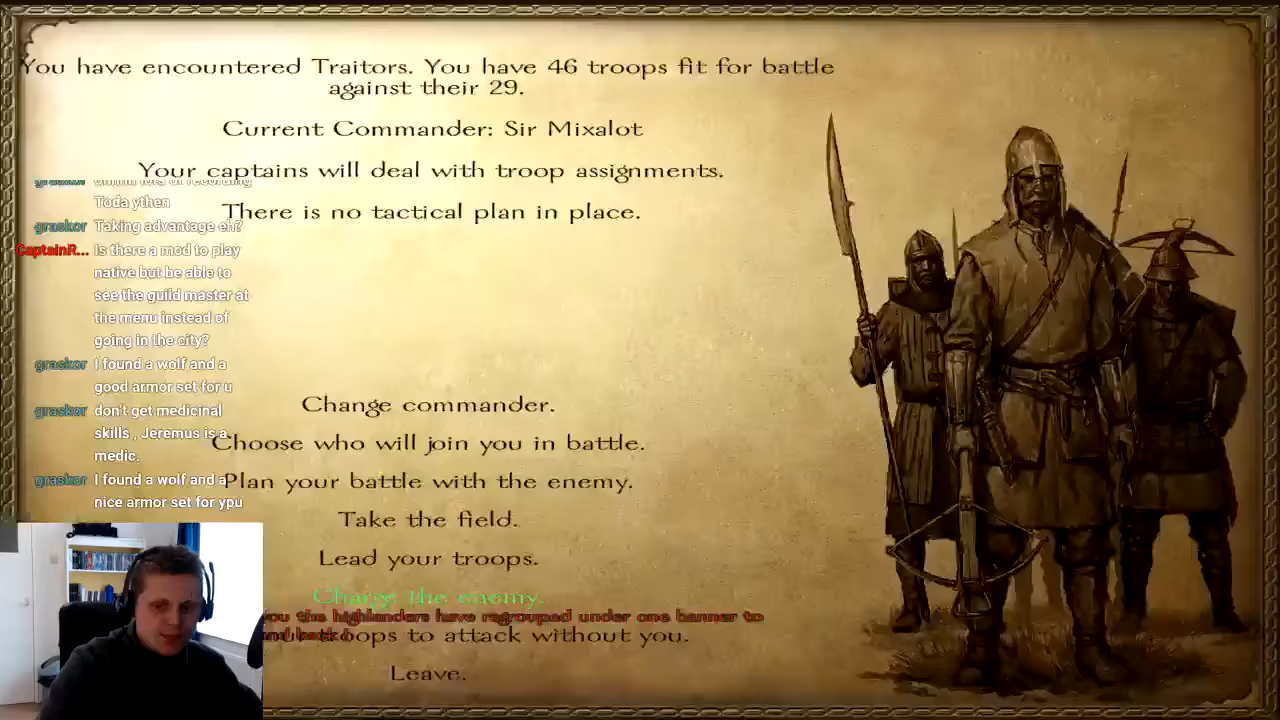 You have encountered Traitors. You have 46 troops fit for battle
against their 29.
Current Commander: Sir Mixalot
Your captains will deal with troop assignments.
There is no tactical plan in place.
graskor lots of recording
Toda ythen
graskor Taking advantage eh?
CaptainR... Is there a mod to play
native but be able to
see the guild master at
the menu instead of
going in the city?
graskor I found a wolf and a
good armor set for u
graskor don't get medicinal
skills , Jeremus is a
medic.
graskor I found a wolf and a
nice armor set for ypu
Change commander.
Choose who will join you in battle.
Plan your battle with the enemy.
Take the field.
Lead your troops.
Charge the enemy.
you the highlanders have regrouped under one banner to
troops to attack without you.
Leave.